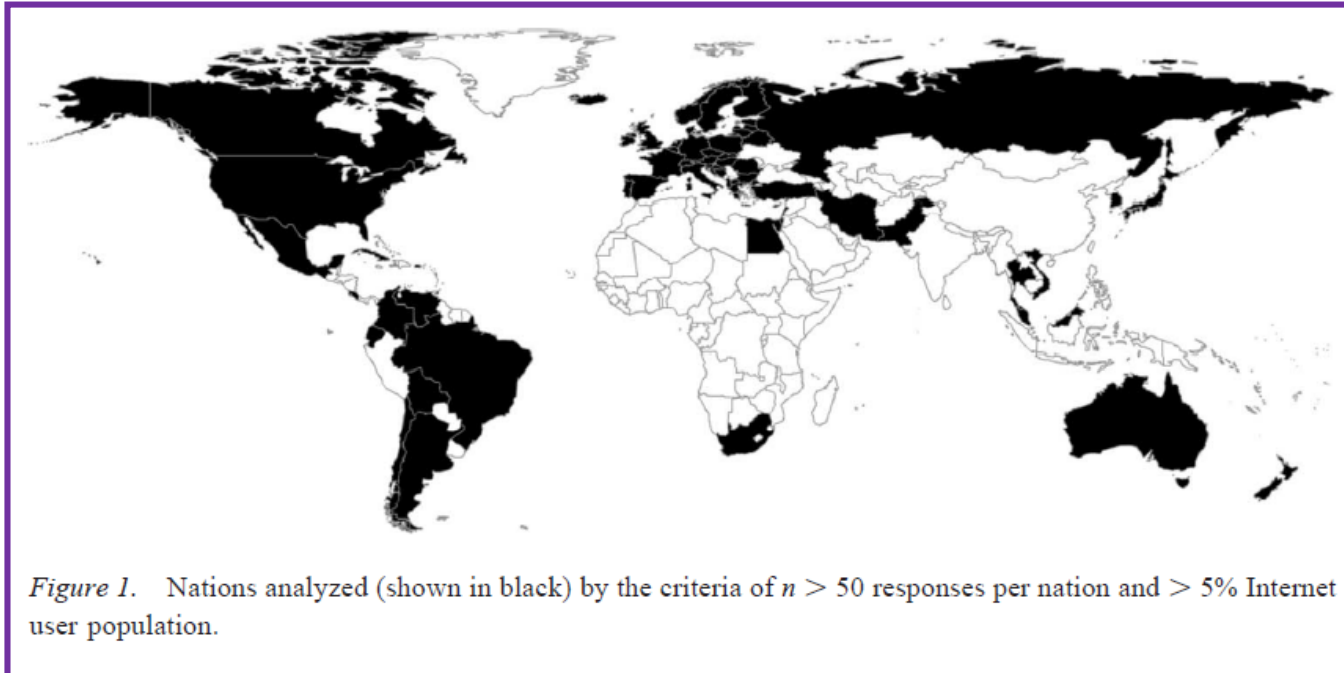 Figure 1. Nations analyzed (shown in black) by the criteria of n > 50 responses per nation and > 5% Internet
user population.